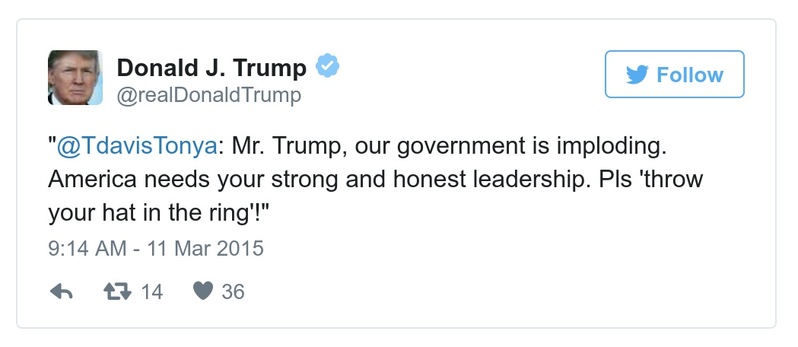 Donald J. Trump
@realDonaldTrump
Follow
"@TdavisTonya: Mr. Trump, our government is imploding.
America needs your strong and honest leadership. Pls 'throw
your hat in the ring'!"
9:14 AM - 11 Mar 2015
14 36